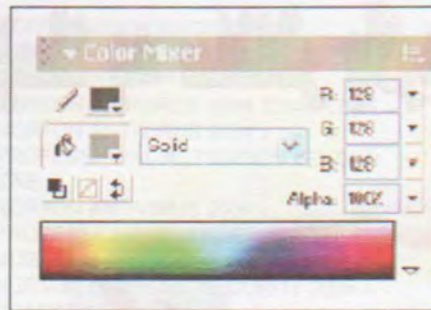 Color Mixer
R: 128
Solid
G: 128
B: 128
Alpha: 100%